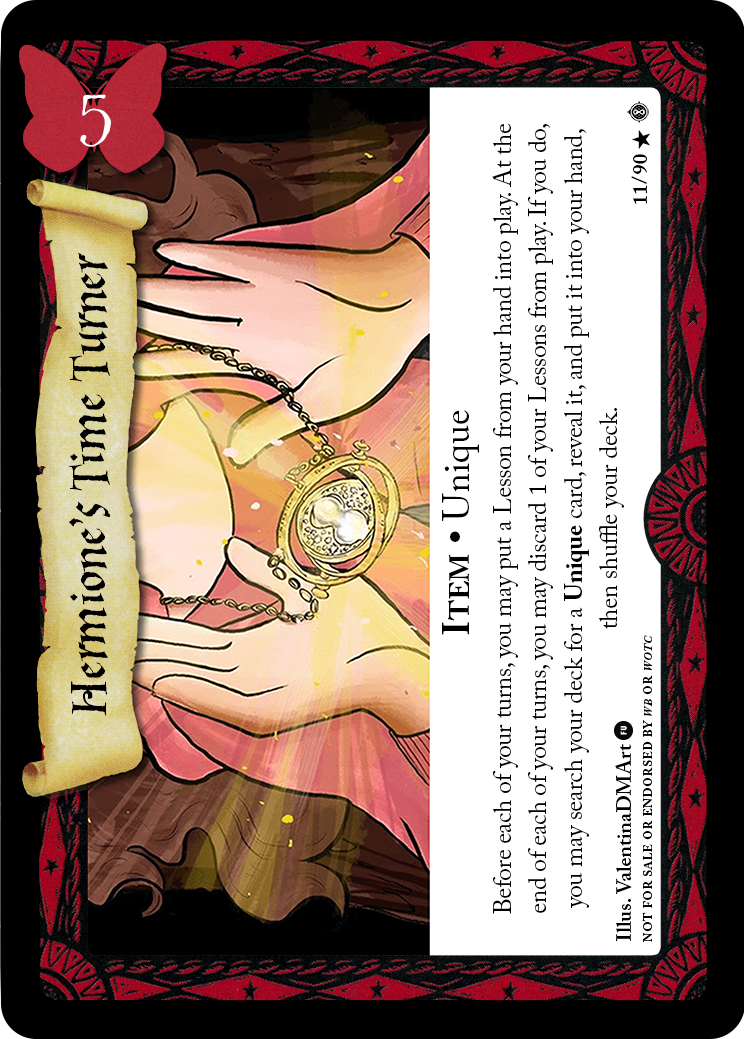 5
Hermione's Time Turner
ITEM • Unique
Before each of your turns, you may put a Lesson from your hand into play. At the
end of each of your turns, you may discard 1 of your Lessons from play. If you do,
you may search your deck for a Unique card, reveal it, and put it into your hand,
then shuffle your deck.
Illus. ValentinaDMArt FU
NOT FOR SALE OR ENDORSED BY WB OR WOTC
11/90 ★